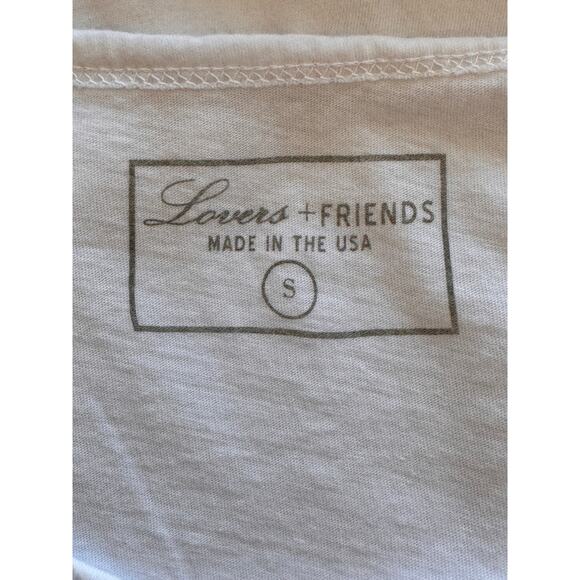 Lovers + FRIENDS
MADE IN THE USA
S